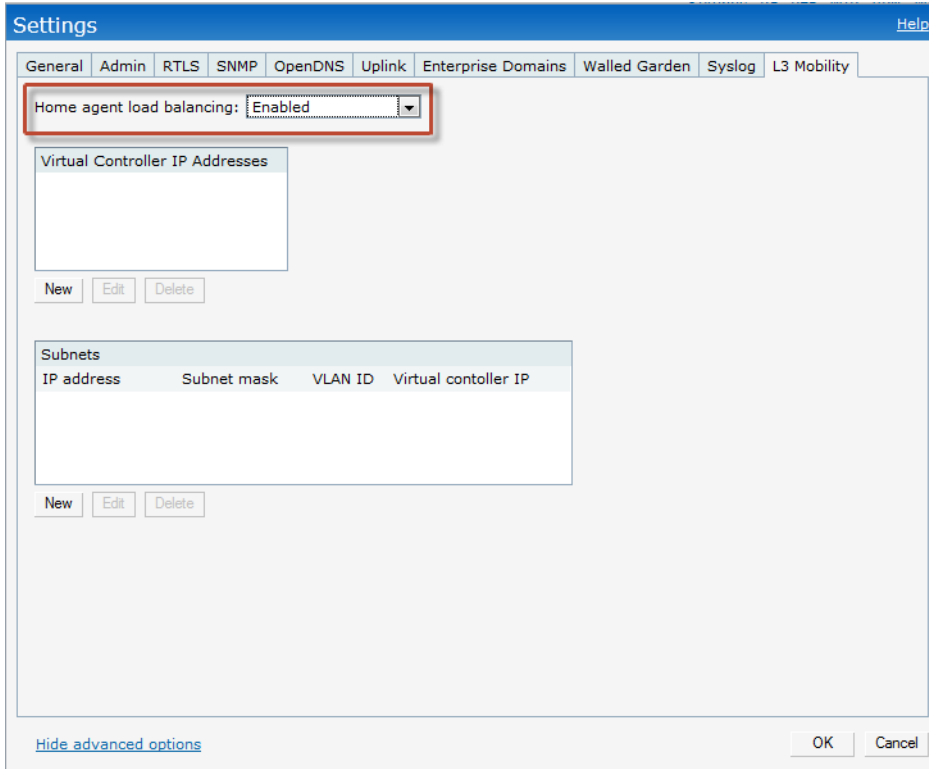 Settings
Help
General Admin RTLS SNMP OpenDNS Uplink Enterprise Domains Walled Garden Syslog L3 Mobility
Home agent load balancing: Enabled
Virtual Controller IP Addresses
New Edit Delete
Subnets
IP address Subnet mask VLAN ID Virtual contoller IP
New Edit Delete
Hide advanced options
OK Cancel